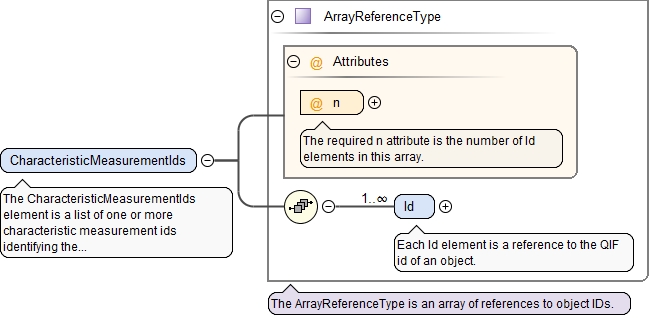 ArrayReferenceType
@ Attributes
@ n
The required n attribute is the number of Id
elements in this array.
CharacteristicMeasurementIds
The CharacteristicMeasurementIds
element is a list of one or more
characteristic measurement ids
identifying the...
1..∞
Id
Each Id element is a reference to the QIF
id of an object.
The ArrayReferenceType is an array of references to object IDs.